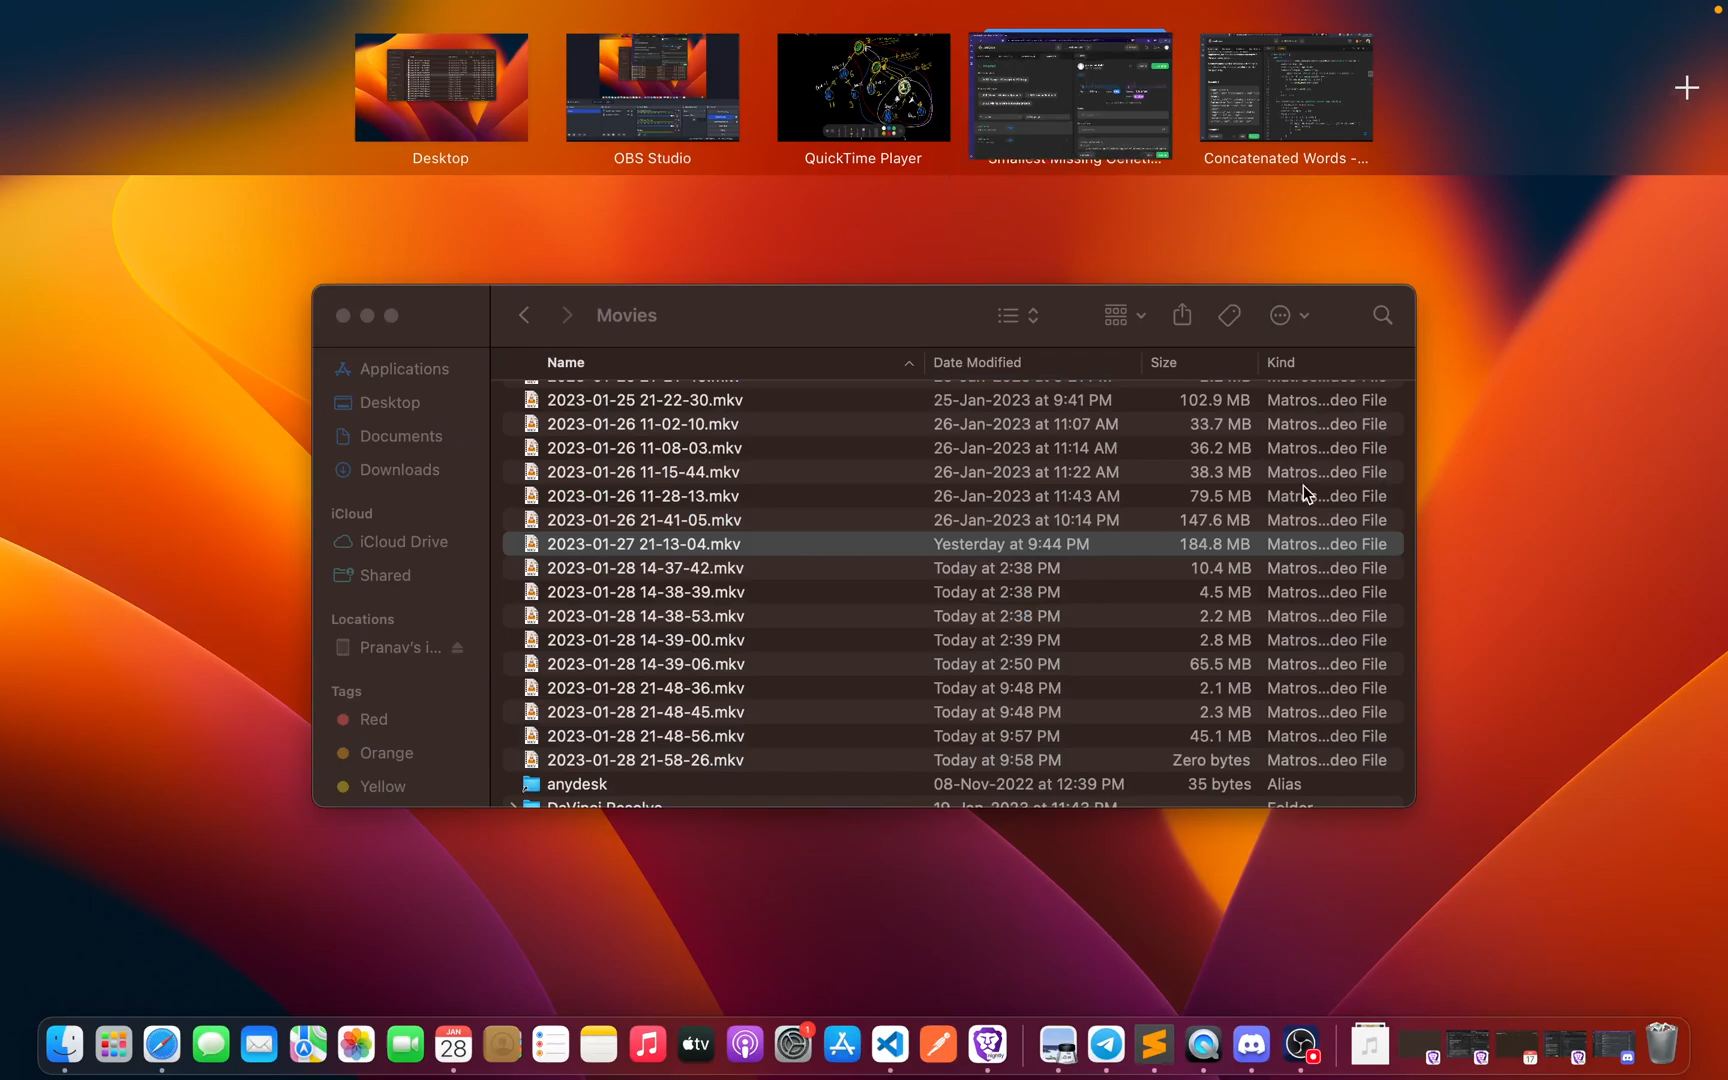 Desktop
OBS Studio
QuickTime Player
Smallest Missing Geneti...
Concatenated Words -...
Movies
Name
Date Modified
Size
Kind
Applications
Desktop
Documents
Downloads
iCloud
iCloud Drive
Shared
Locations
Pranav's i...
Tags
Red
Orange
Yellow
2023-01-25 21-22-30.mkv 25-Jan-2023 at 9:41 PM 102.9 MB Matros...deo File
2023-01-26 11-02-10.mkv 26-Jan-2023 at 11:07 AM 33.7 MB Matros...deo File
2023-01-26 11-08-03.mkv 26-Jan-2023 at 11:14 AM 36.2 MB Matros...deo File
2023-01-26 11-15-44.mkv 26-Jan-2023 at 11:22 AM 38.3 MB Matros...deo File
2023-01-26 11-28-13.mkv 26-Jan-2023 at 11:43 AM 79.5 MB Matros...deo File
2023-01-26 21-41-05.mkv 26-Jan-2023 at 10:14 PM 147.6 MB Matros...deo File
2023-01-27 21-13-04.mkv Yesterday at 9:44 PM 184.8 MB Matros...deo File
2023-01-28 14-37-42.mkv Today at 2:38 PM 10.4 MB Matros...deo File
2023-01-28 14-38-39.mkv Today at 2:38 PM 4.5 MB Matros...deo File
2023-01-28 14-38-53.mkv Today at 2:38 PM 2.2 MB Matros...deo File
2023-01-28 14-39-00.mkv Today at 2:39 PM 2.8 MB Matros...deo File
2023-01-28 14-39-06.mkv Today at 2:50 PM 65.5 MB Matros...deo File
2023-01-28 21-48-36.mkv Today at 9:48 PM 2.1 MB Matros...deo File
2023-01-28 21-48-45.mkv Today at 9:48 PM 2.3 MB Matros...deo File
2023-01-28 21-48-56.mkv Today at 9:57 PM 45.1 MB Matros...deo File
2023-01-28 21-58-26.mkv Today at 9:58 PM Zero bytes Matros...deo File
anydesk 08-Nov-2022 at 12:39 PM 35 bytes Alias
DaVinci Resolve 19-Jan-2023 at 11:43 PM Folder
JAN
28
tv
1
nightly
17